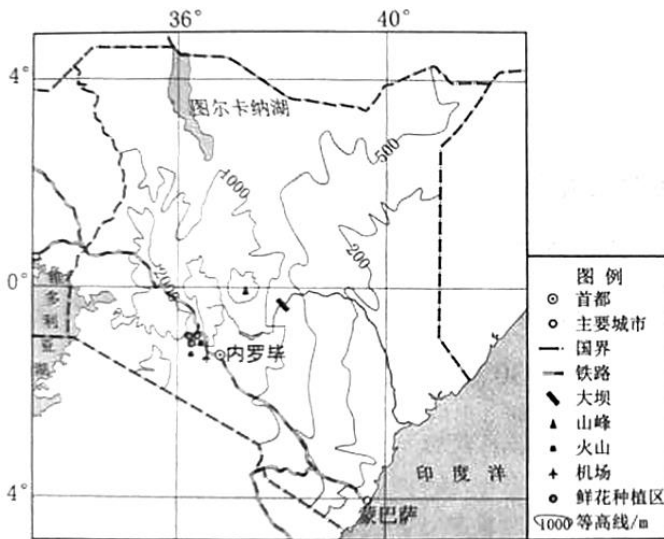 36° 40°
4°
图尔卡纳湖
500
1000
200
0°
2000
维多利亚湖
内罗毕
印度洋
4°
蒙巴萨
图例
首都
主要城市
国界
铁路
大坝
山峰
火山
机场
鲜花种植区
1000 等高线/m